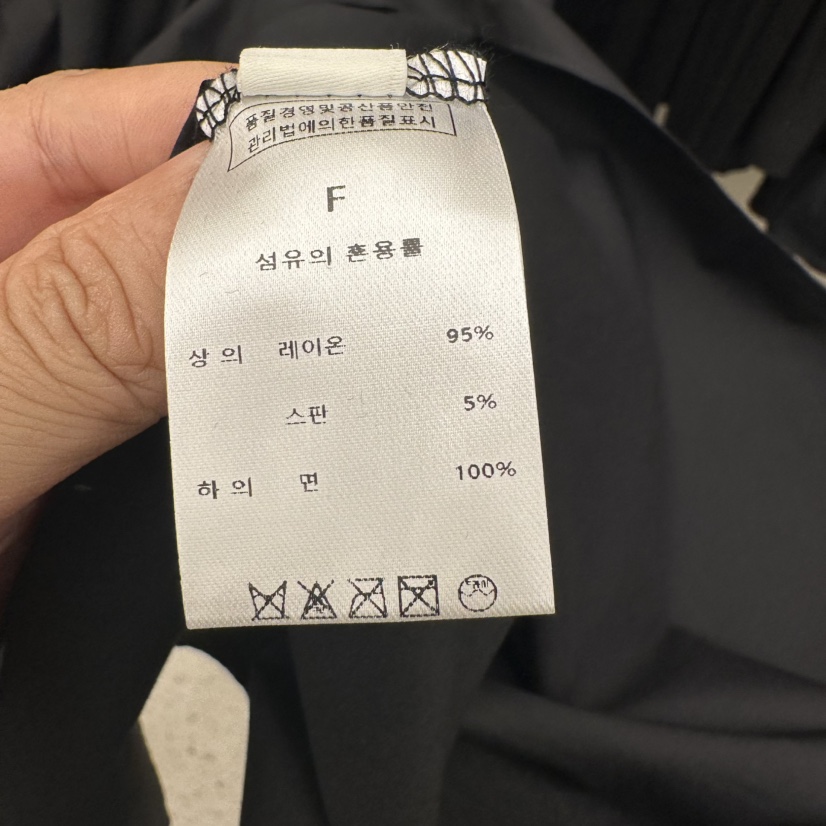 품질경영및공산품안전
관리법에의한품질표시
F
섬유의 혼용률
상의 레이온 95%
스판 5%
하의 면 100%